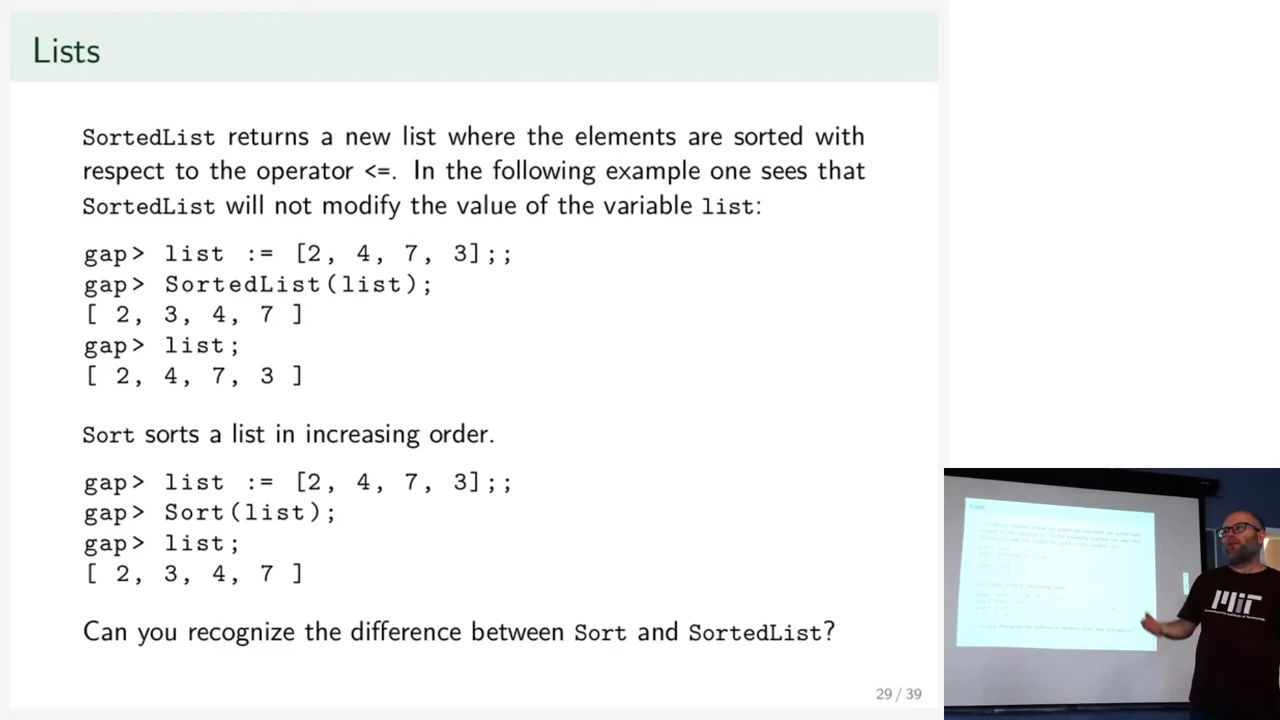 Lists
SortedList returns a new list where the elements are sorted with
respect to the operator <=. In the following example one sees that
SortedList will not modify the value of the variable list:
gap> list := [2, 4, 7, 3];;
gap> SortedList(list);
[ 2, 3, 4, 7 ]
gap> list;
[ 2, 4, 7, 3 ]
Sort sorts a list in increasing order.
gap> list := [2, 4, 7, 3];;
gap> Sort(list);
gap> list;
[ 2, 3, 4, 7 ]
Can you recognize the difference between Sort and SortedList?
29 / 39
Lists
MIT